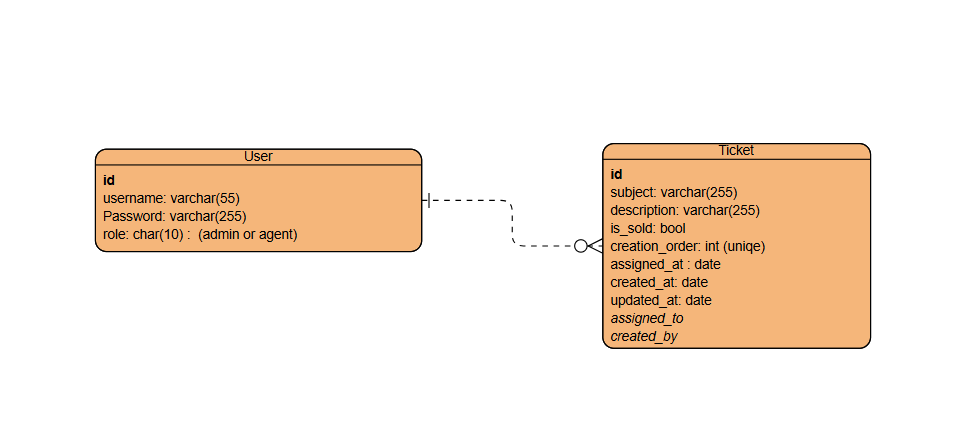 User
id
username: varchar(55)
Password: varchar(255)
role: char(10) :  (admin or agent)
Ticket
id
subject: varchar(255)
description: varchar(255)
is_sold: bool
creation_order: int (uniqe)
assigned_at : date
created_at: date
updated_at: date
assigned_to
created_by